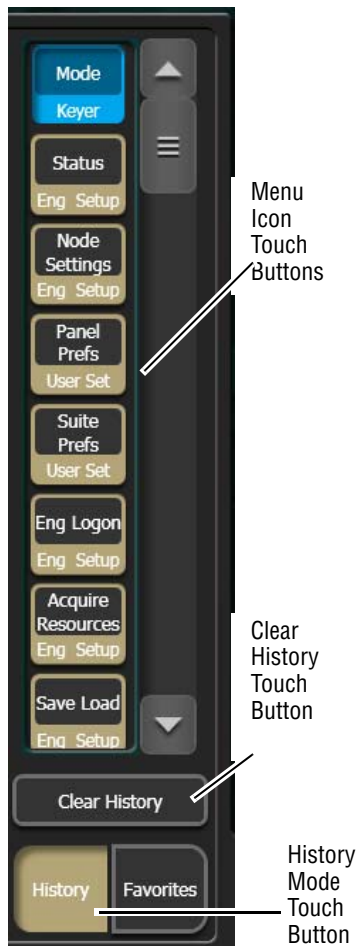 Mode
Keyer
Status
Eng Setup
Node
Settings
Eng Setup
Panel
Prefs
User Set
Suite
Prefs
User Set
Eng Logon
Eng Setup
Acquire
Resources
Eng Setup
Save Load
Eng Setup
Clear History
History
Favorites
Menu
Icon
Touch
Buttons
Clear
History
Touch
Button
History
Mode
Touch
Button